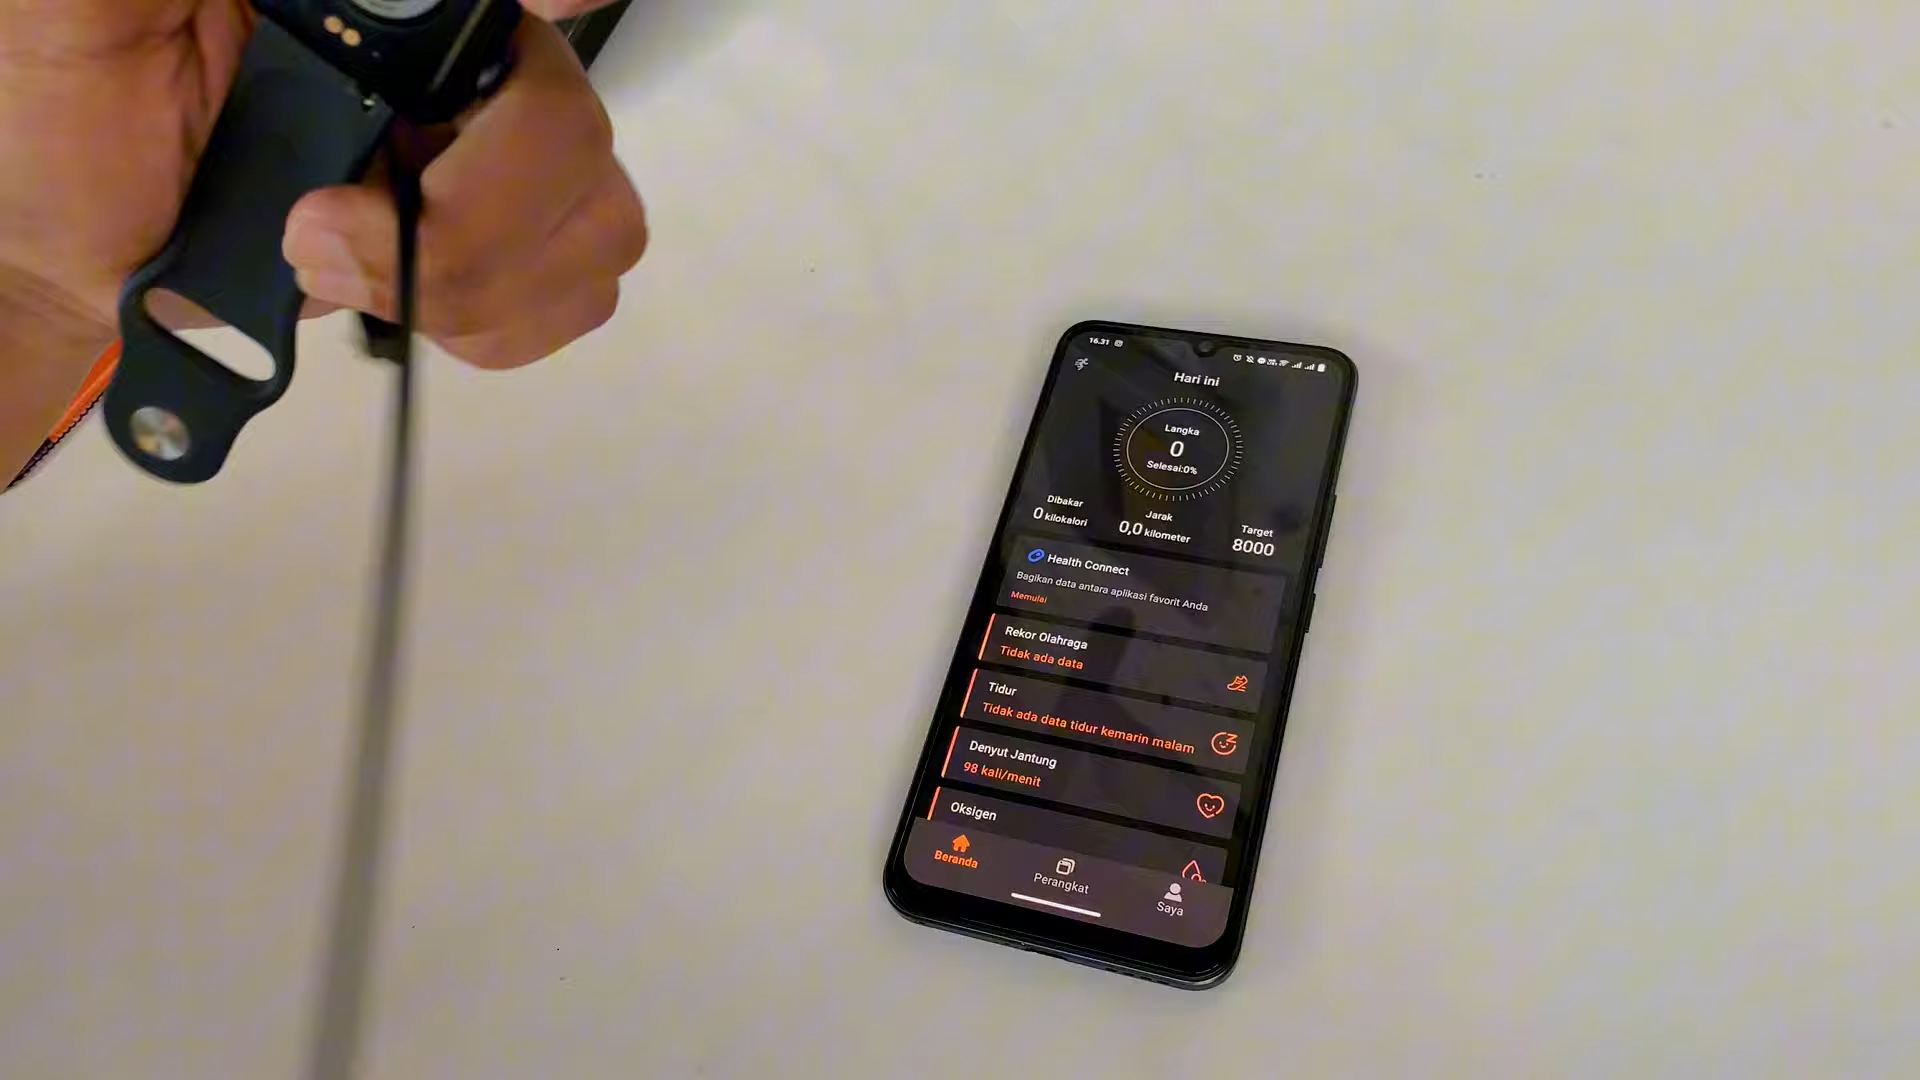 16.31
Hari ini
Langka
0
Selesai:0%
Dibakar
0 kilokalori
Jarak
0,0 kilometer
Target
8000
Health Connect
Bagikan data antara aplikasi favorit Anda
Memulai
Rekor Olahraga
Tidak ada data
Tidur
Tidak ada data tidur kemarin malam
Denyut Jantung
98 kali/menit
Oksigen
Beranda
Perangkat
Saya